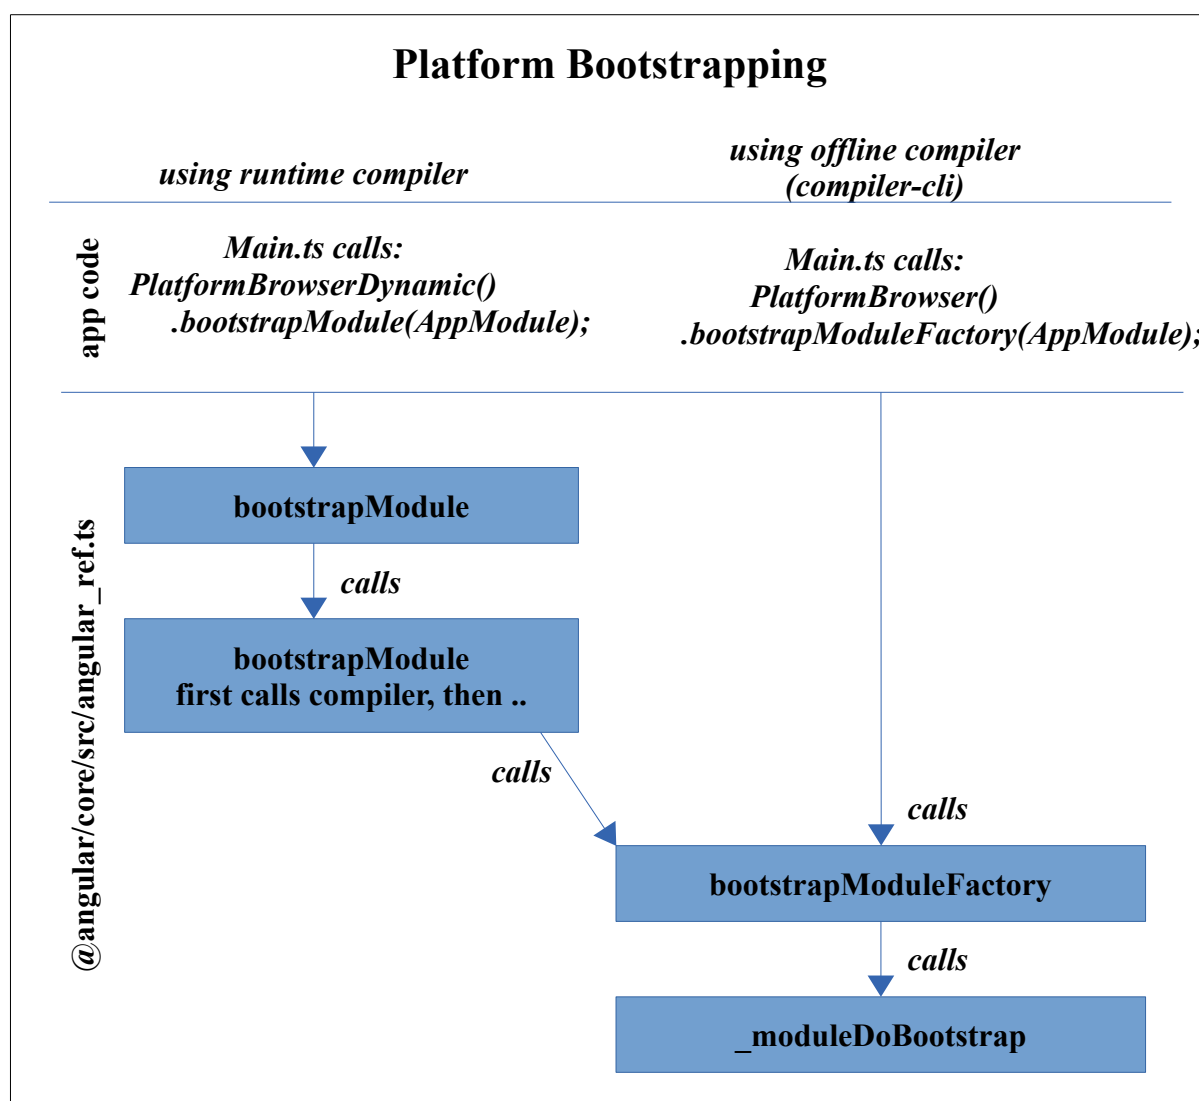 Platform Bootstrapping
using runtime compiler
using offline compiler
(compiler-cli)
app code
Main.ts calls:
PlatformBrowserDynamic()
.bootstrapModule(AppModule);
Main.ts calls:
PlatformBrowser()
.bootstrapModuleFactory(AppModule);
@angular/core/src/angular_ref.ts
bootstrapModule
calls
bootstrapModule
first calls compiler, then ..
calls
calls
bootstrapModuleFactory
calls
_moduleDoBootstrap